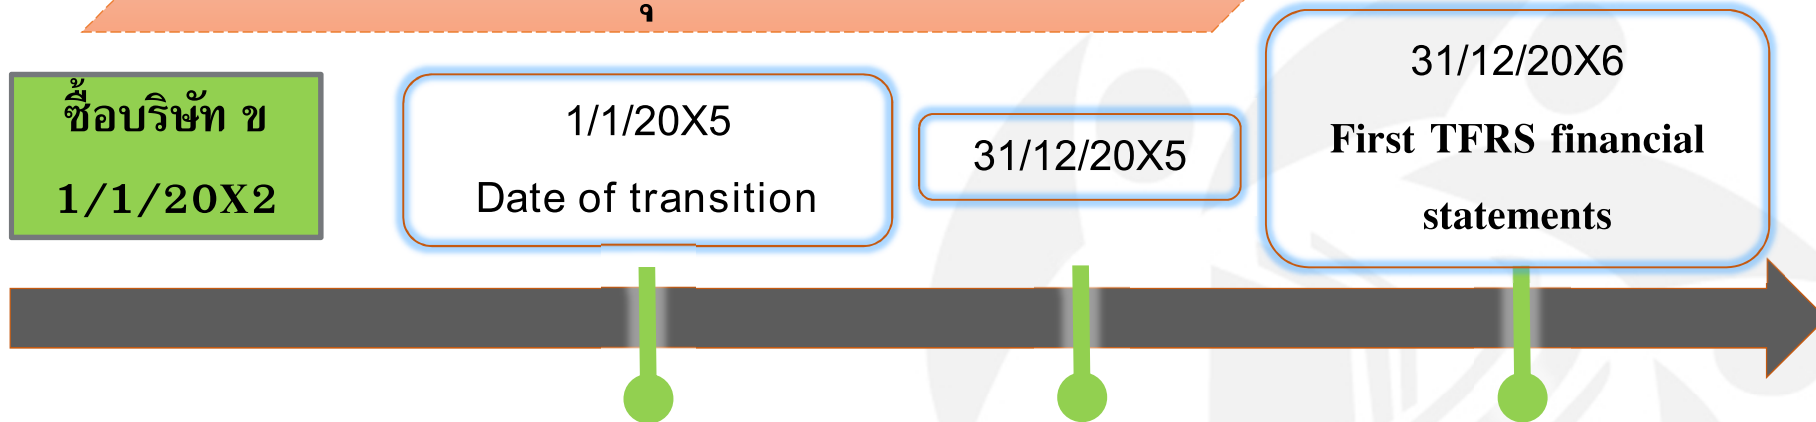 ซื้อบริษัท ข
1/1/20X2
1/1/20X5
Date of transition
31/12/20X5
31/12/20X6
First TFRS financial
statements